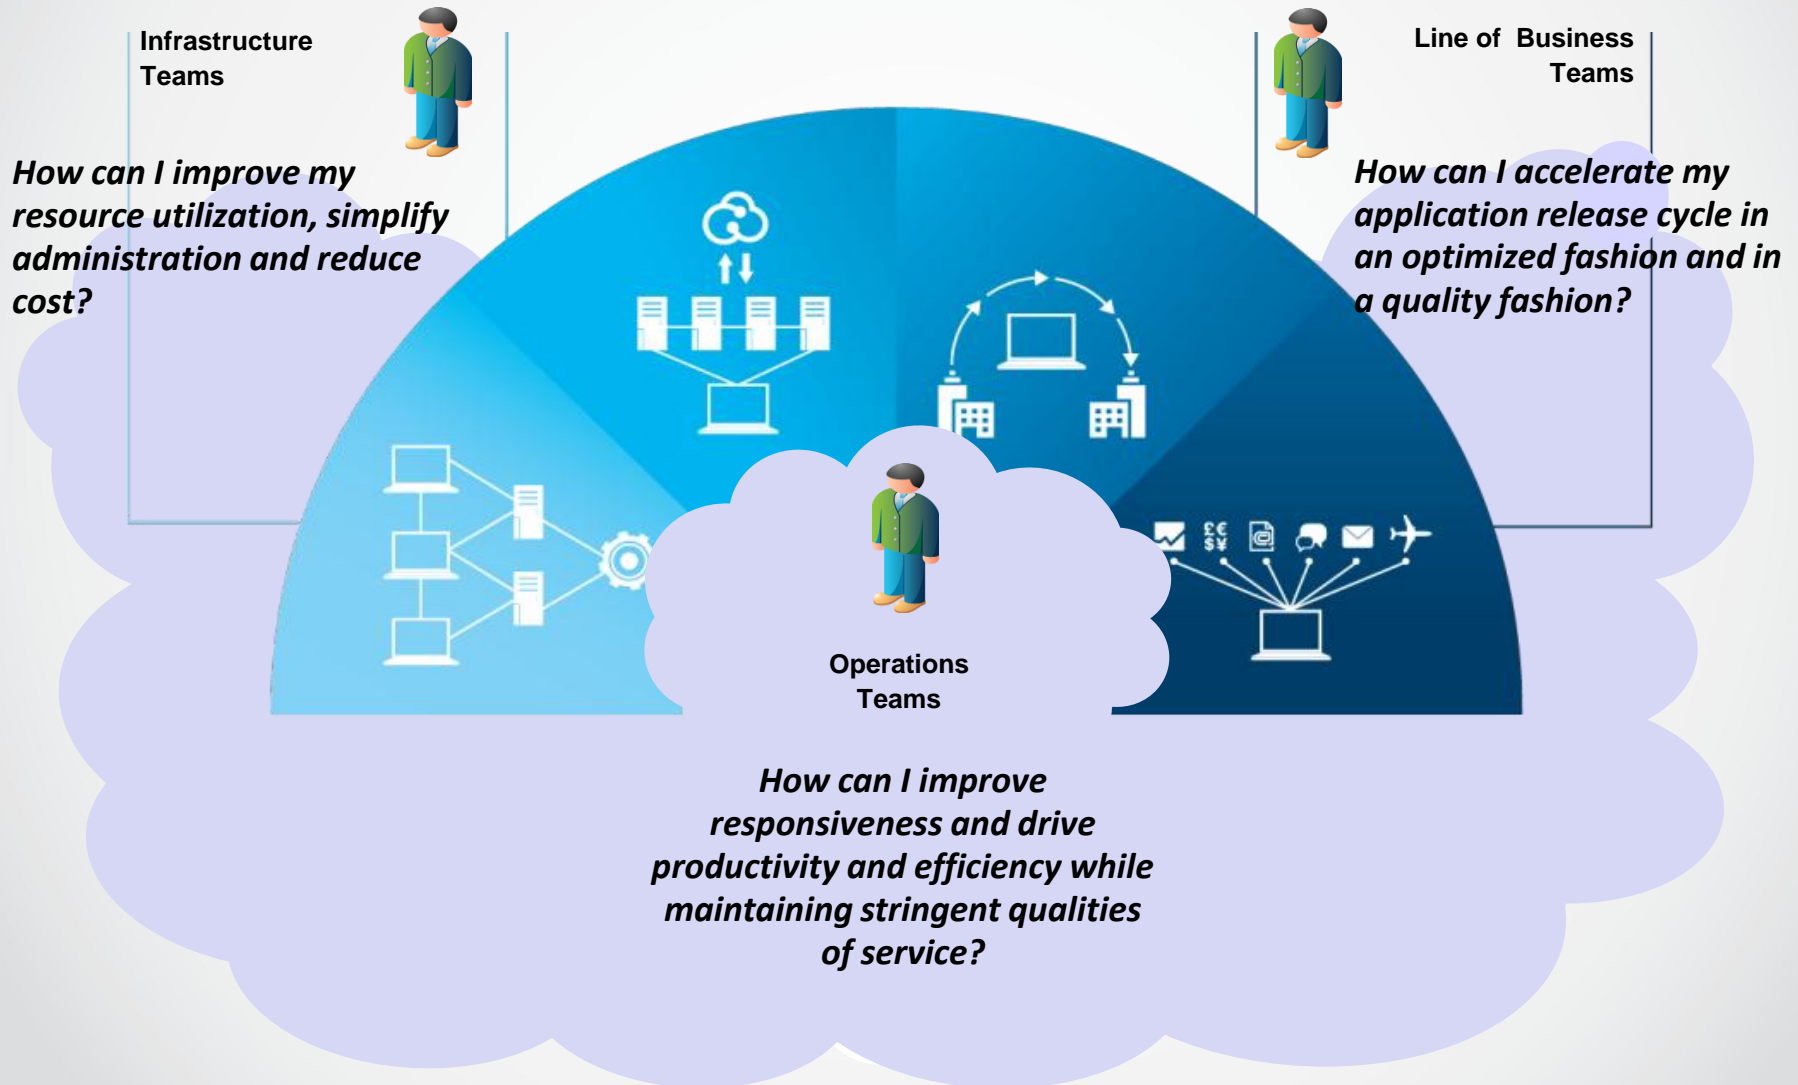 Infrastructure
Teams
Line of Business
Teams
How can I improve my
resource utilization, simplify
administration and reduce
cost?
How can I accelerate my
application release cycle in
an optimized fashion and in
a quality fashion?
£€
$¥
@
Operations
Teams
How can I improve
responsiveness and drive
productivity and efficiency while
maintaining stringent qualities
of service?